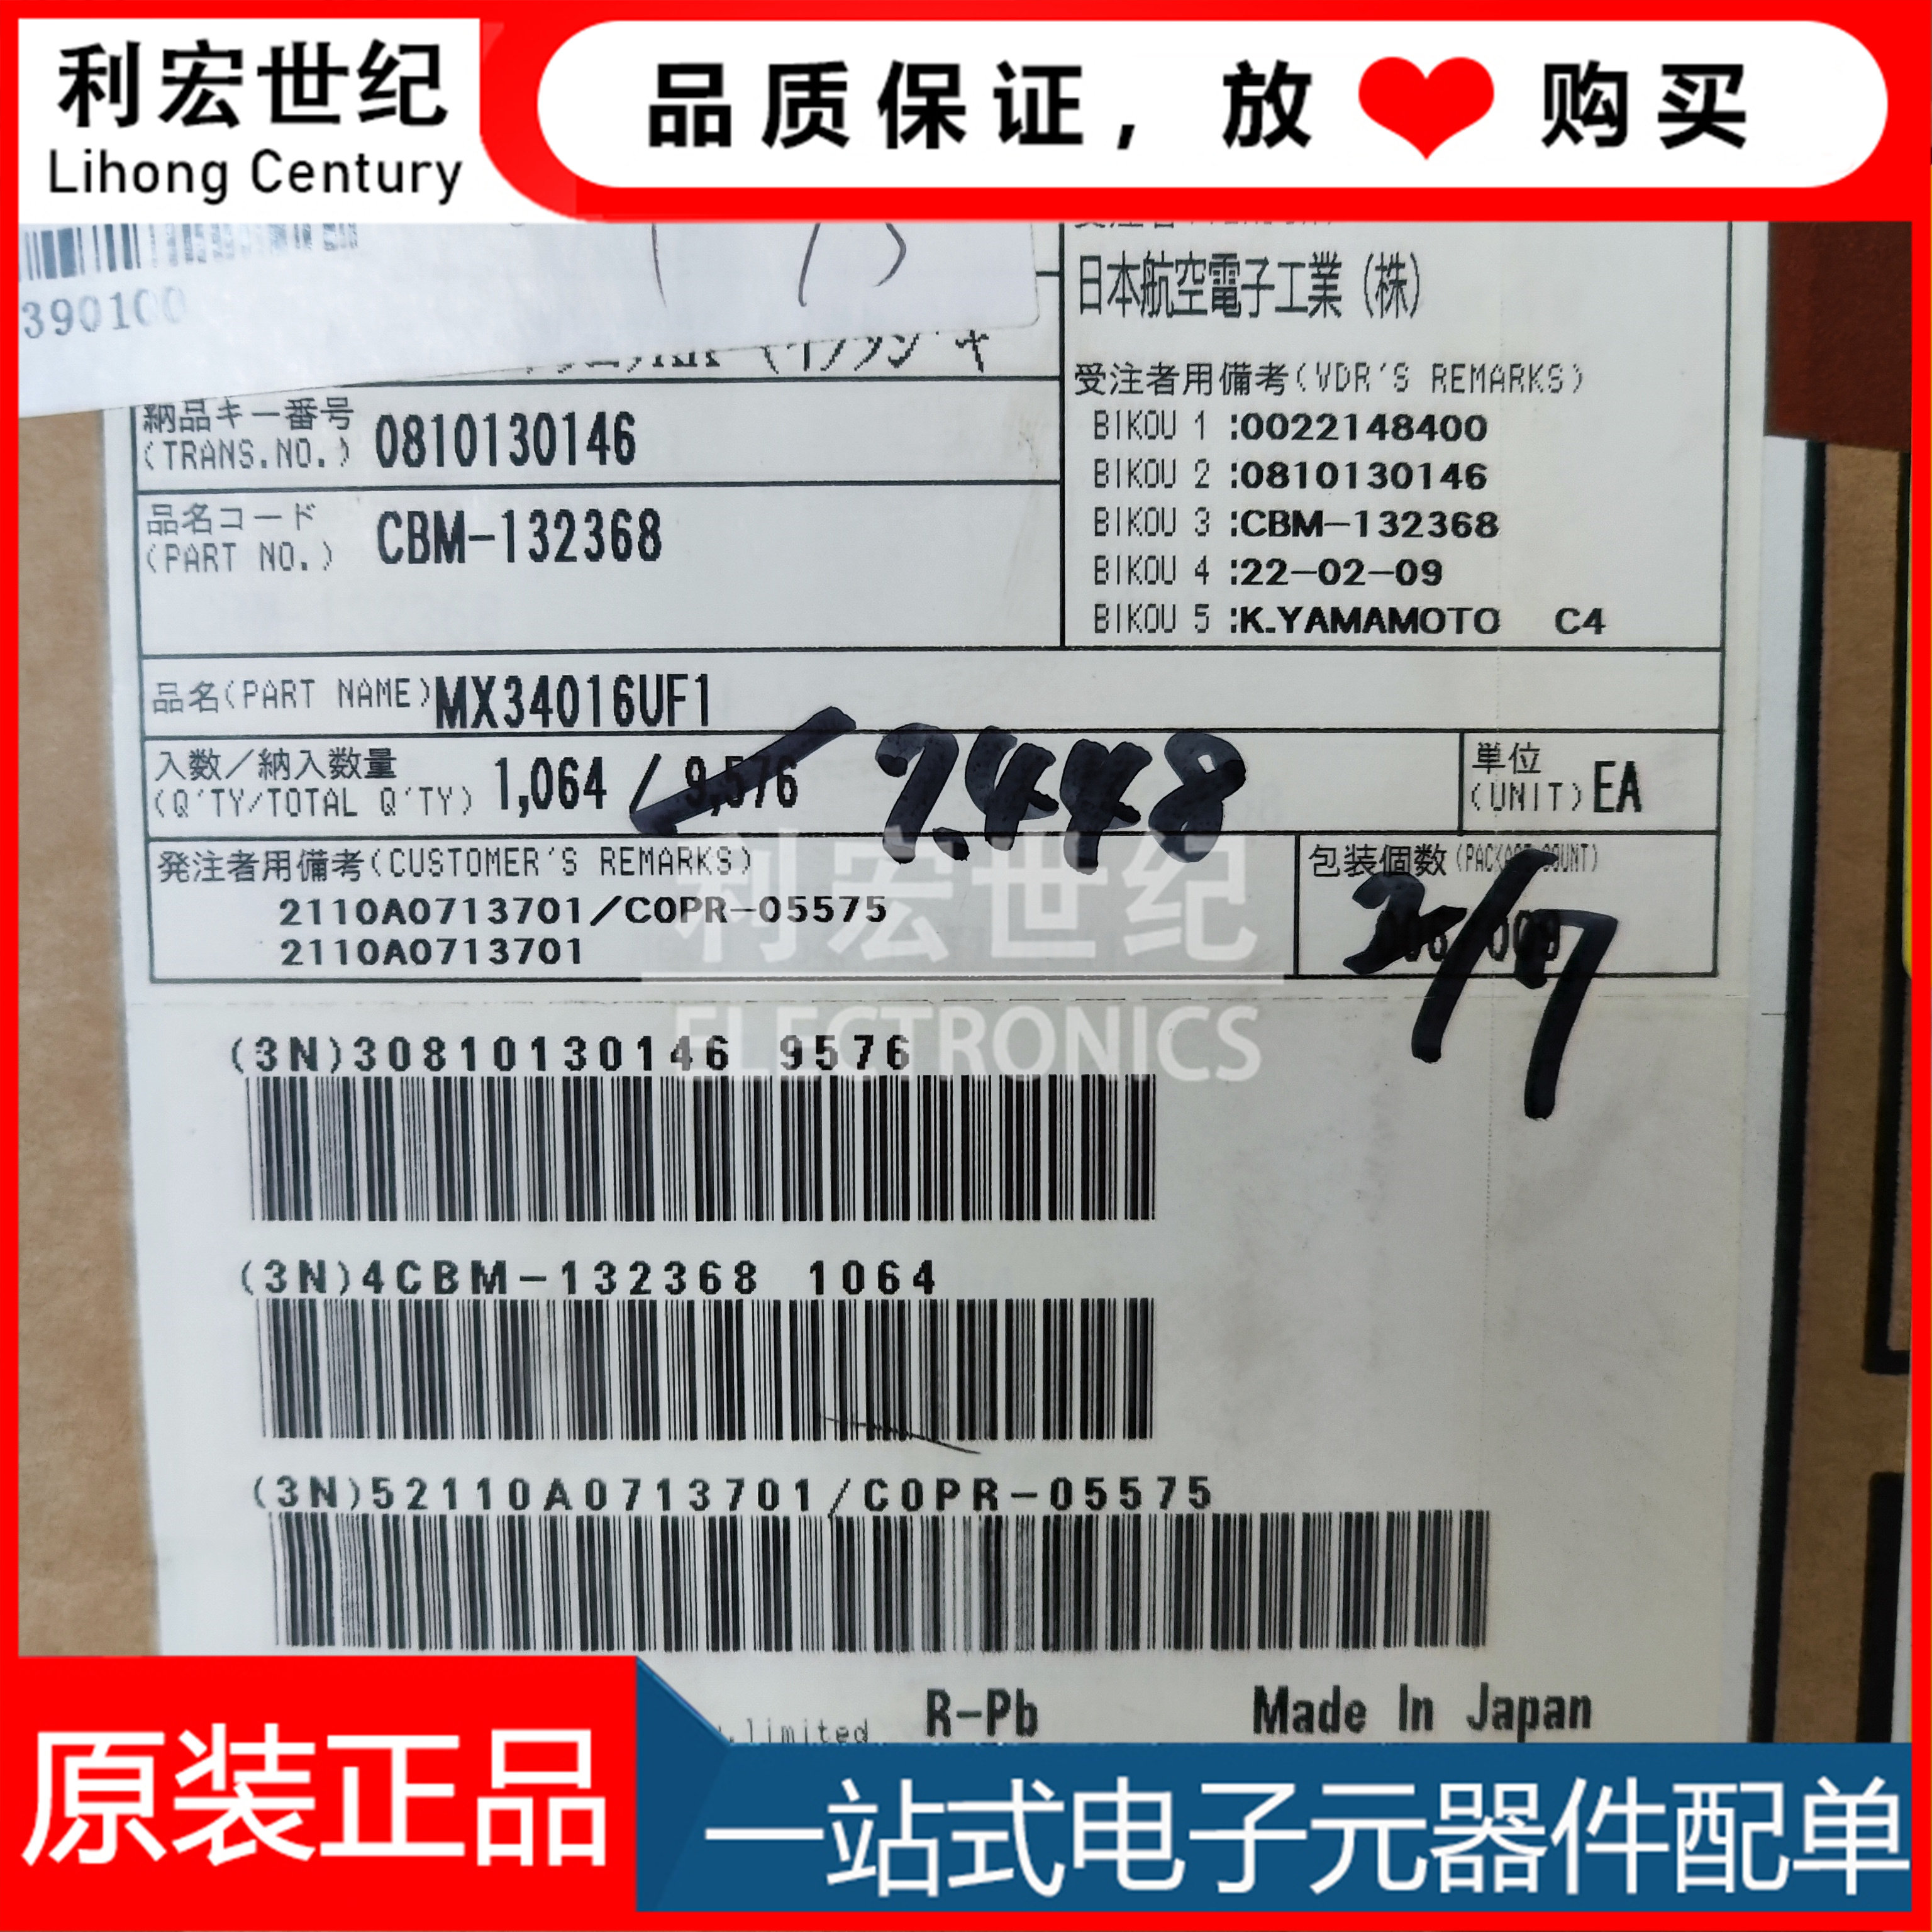 利宏世纪
Lihong Century
品质保证，放❤购买
390100
日本航空電子工業(株)
受注者用備考(VDR'S REMARKS)
BIKOU 1 :0022148400
BIKOU 2 :0810130146
BIKOU 3 :CBM-132368
BIKOU 4 :22-02-09
BIKOU 5 :K.YAMAMOTO C4
納品キー番号
(TRANS.NO.) 0810130146
品名コード
(PART NO.) CBM-132368
品名(PART NAME) MX34016UF1
入数/納入数量
(Q'TY/TOTAL Q'TY) 1,064 / 9,576 7.448
単位
(UNIT) EA
発注者用備考(CUSTOMER'S REMARKS)
2110A0713701/C0PR-05575
2110A0713701
包装個数(PACKAGE COUNT)
/7
利宏世纪
ELECTRONICS
(3N)30810130146 9576
(3N)4CBM-132368 1064
(3N)52110A0713701/C0PR-05575
limited
R-Pb
Made In Japan
原装正品
一站式电子元器件配单